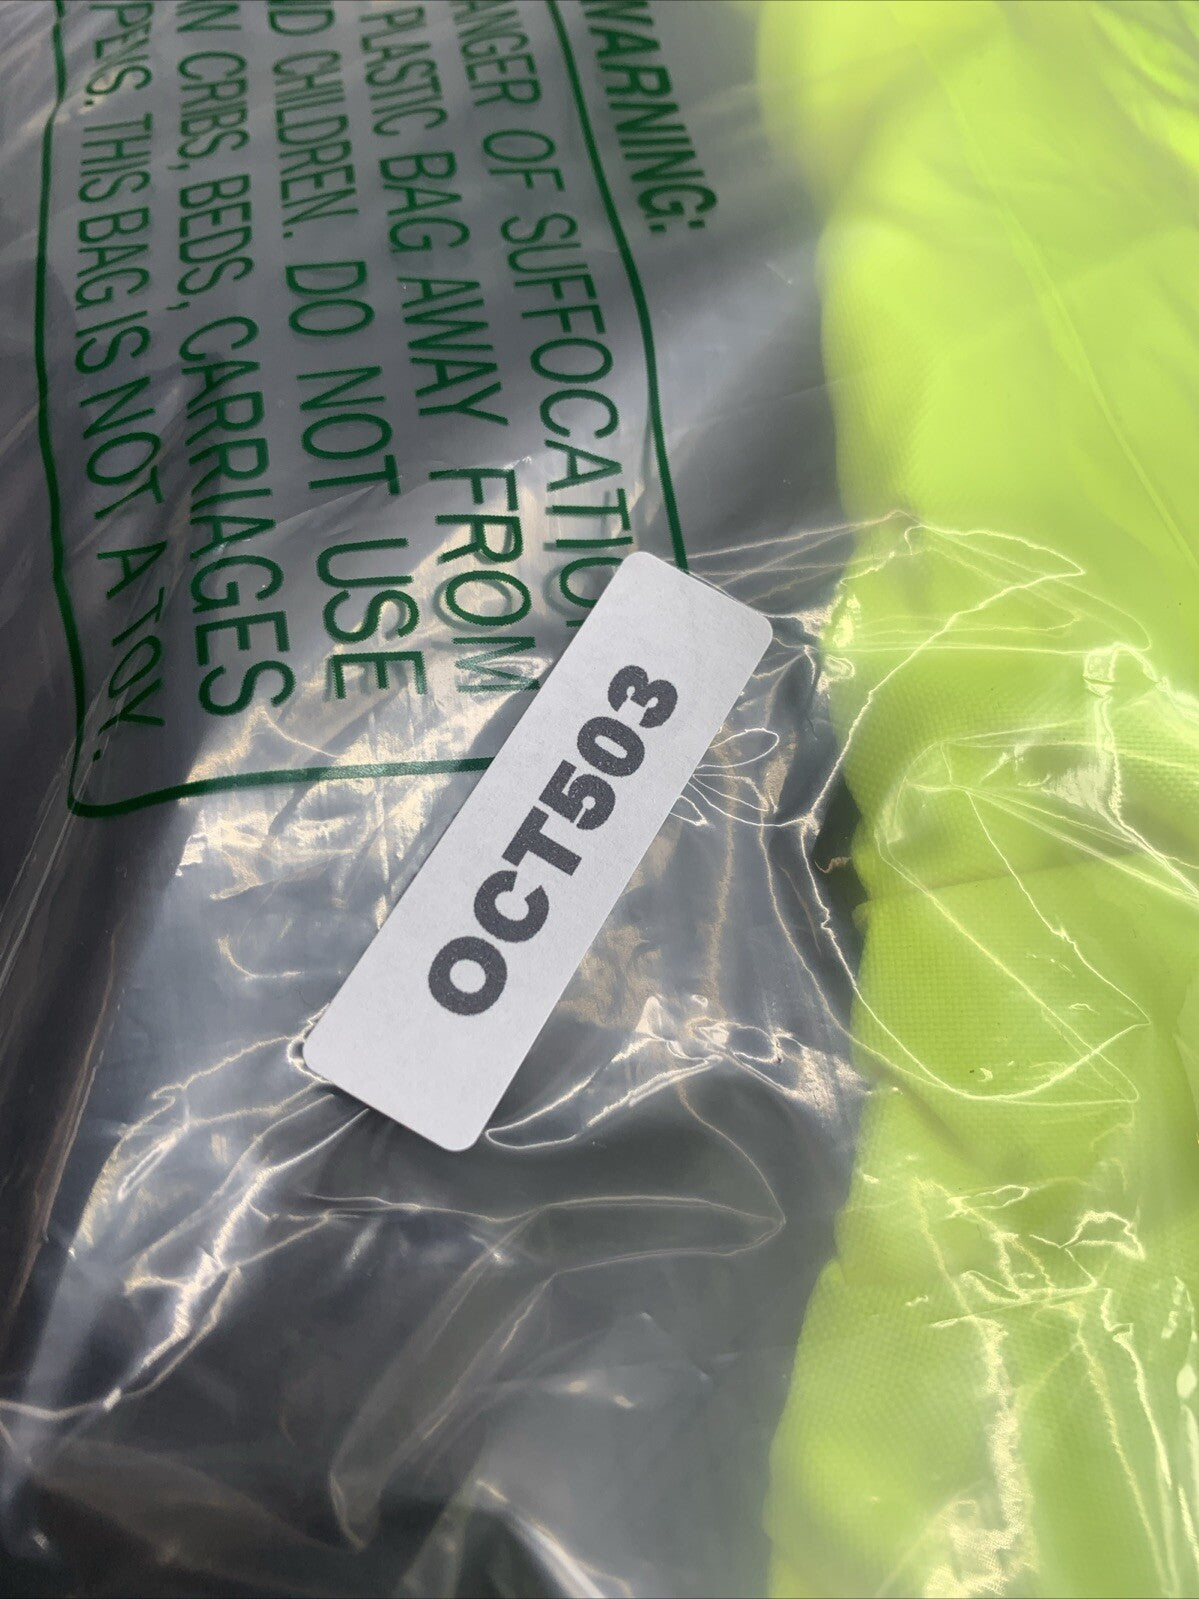 WARNING:
ANGER OF SUFFOCATIO
PLASTIC BAG AWAY FROM
ND CHILDREN. DO NOT USE
N CRIBS, BEDS, CARRIAGES
PENS. THIS BAG IS NOT A TOY.
OCT503